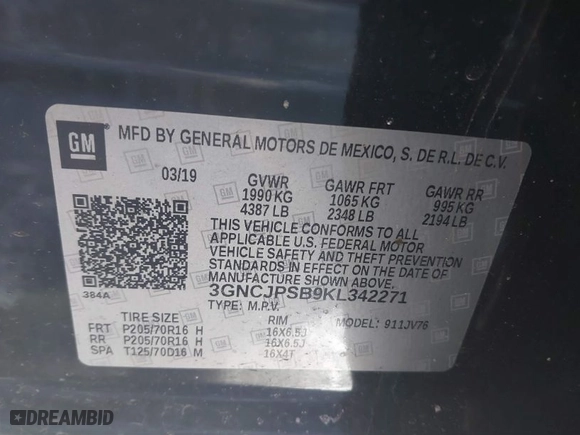 GM
MFD BY GENERAL MOTORS DE MEXICO, S. DE R.L. DE C.V.
03/19 GVWR GAWR FRT GAWR RR
1990 KG 1065 KG 995 KG
4387 LB 2348 LB 2194 LB
THIS VEHICLE CONFORMS TO ALL
APPLICABLE U.S. FEDERAL MOTOR
VEHICLE SAFETY AND THEFT PREVENTION
STANDARDS IN EFFECT ON THE DATE OF
MANUFACTURE SHOWN ABOVE.
384A 3GNCJPSB9KL342271
TYPE: M.P.V.
TIRE SIZE RIM MODEL: 911JV76
FRT P205/70R16 H 16X6.5J
RR P205/70R16 H 16X6.5J
SPA T125/70D16 M 16X4T
DREAMBID